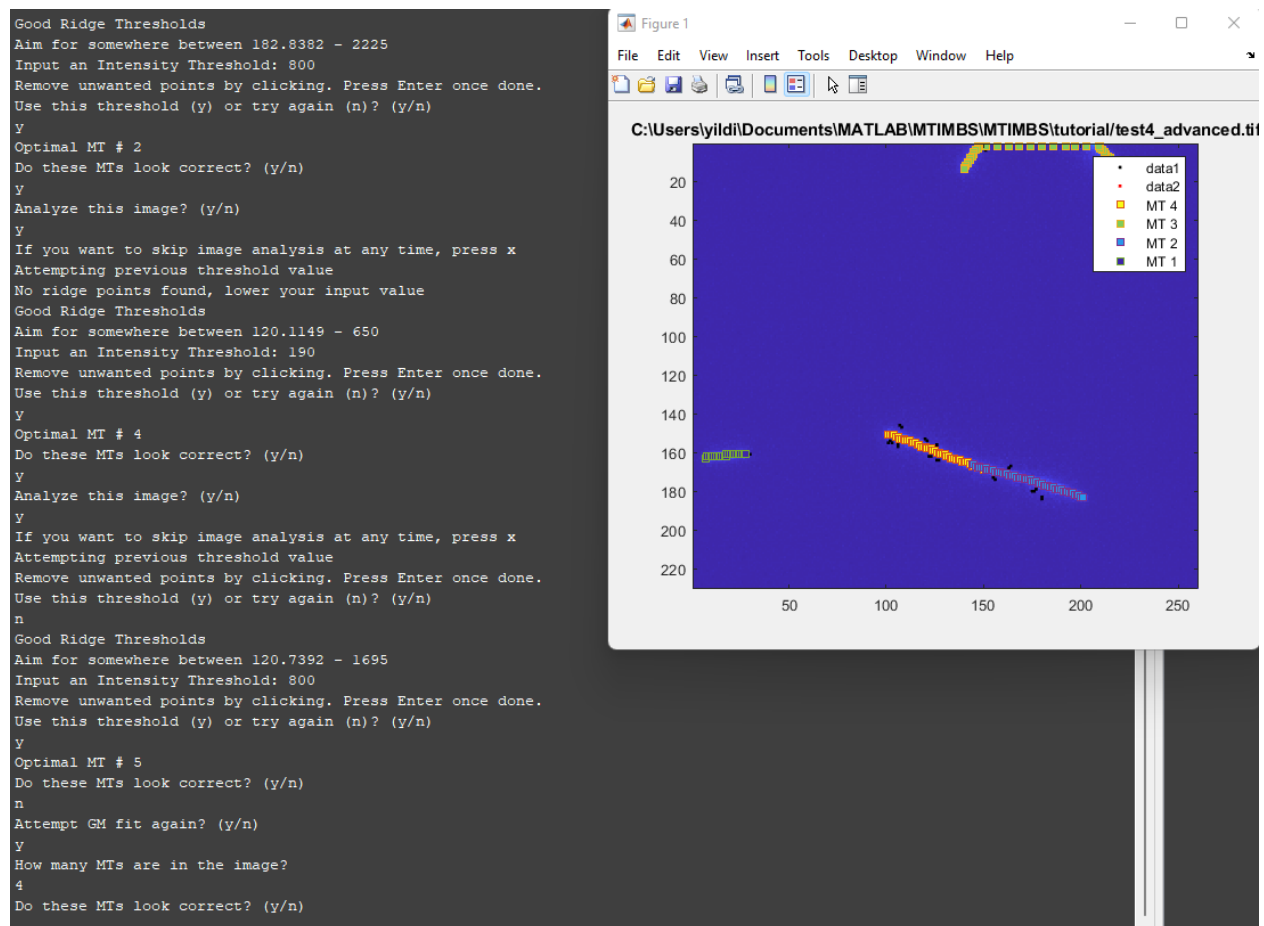 Good Ridge Thresholds
Aim for somewhere between 182.8382 - 2225
Input an Intensity Threshold: 800
Remove unwanted points by clicking. Press Enter once done.
Use this threshold (y) or try again (n)? (y/n)
y
Optimal MT # 2
Do these MTs look correct? (y/n)
y
Analyze this image? (y/n)
y
If you want to skip image analysis at any time, press x
Attempting previous threshold value
No ridge points found, lower your input value
Good Ridge Thresholds
Aim for somewhere between 120.1149 - 650
Input an Intensity Threshold: 190
Remove unwanted points by clicking. Press Enter once done.
Use this threshold (y) or try again (n)? (y/n)
y
Optimal MT # 4
Do these MTs look correct? (y/n)
y
Analyze this image? (y/n)
y
If you want to skip image analysis at any time, press x
Attempting previous threshold value
Remove unwanted points by clicking. Press Enter once done.
Use this threshold (y) or try again (n)? (y/n)
n
Good Ridge Thresholds
Aim for somewhere between 120.7392 - 1695
Input an Intensity Threshold: 800
Remove unwanted points by clicking. Press Enter once done.
Use this threshold (y) or try again (n)? (y/n)
y
Optimal MT # 5
Do these MTs look correct? (y/n)
n
Attempt GM fit again? (y/n)
y
How many MTs are in the image?
4
Do these MTs look correct? (y/n)
Figure 1
File Edit View Insert Tools Desktop Window Help
C:\Users\yildi\Documents\MATLAB\MTIMBS\MTIMBS\tutorial/test4_advanced.tif
data1
data2
MT 4
MT 3
MT 2
MT 1
20
40
60
80
100
120
140
160
180
200
220
50 100 150 200 250